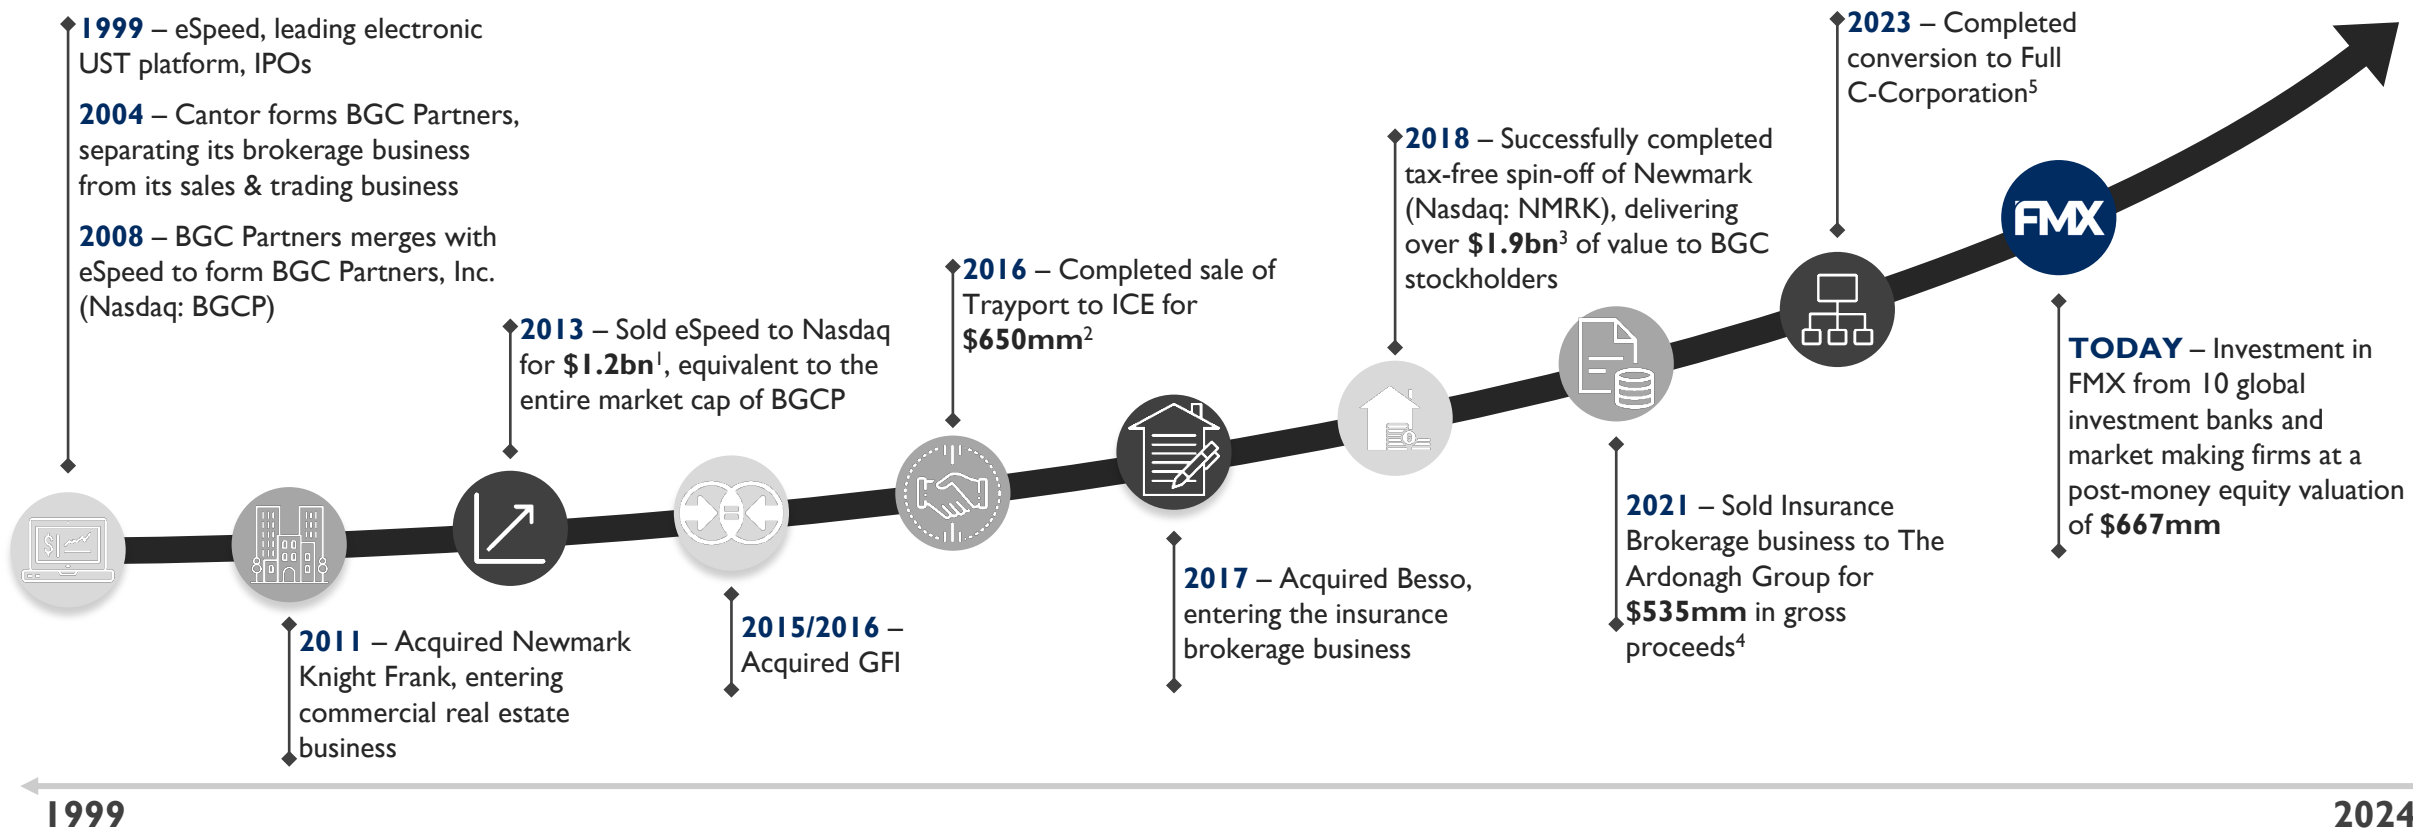 1999 – eSpeed, leading electronic
UST platform, IPOs
2004 – Cantor forms BGC Partners,
separating its brokerage business
from its sales & trading business
2008 – BGC Partners merges with
eSpeed to form BGC Partners, Inc.
(Nasdaq: BGCP)
2011 – Acquired Newmark
Knight Frank, entering
commercial real estate
business
2013 – Sold eSpeed to Nasdaq
for $1.2bn¹, equivalent to the
entire market cap of BGCP
2015/2016 –
Acquired GFI
2016 – Completed sale of
Trayport to ICE for
$650mm²
2017 – Acquired Besso,
entering the insurance
brokerage business
2018 – Successfully completed
tax-free spin-off of Newmark
(Nasdaq: NMRK), delivering
over $1.9bn³ of value to BGC
stockholders
2021 – Sold Insurance
Brokerage business to The
Ardonagh Group for
$535mm in gross
proceeds⁴
2023 – Completed
conversion to Full
C-Corporation⁵
FMX
TODAY – Investment in
FMX from 10 global
investment banks and
market making firms at a
post-money equity valuation
of $667mm
$
=
1999
2024